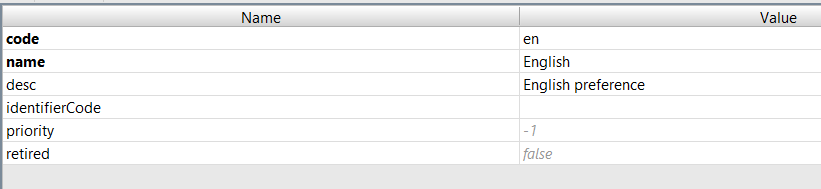 Name Value
code en
name English
desc English preference
identifierCode
priority -1
retired false